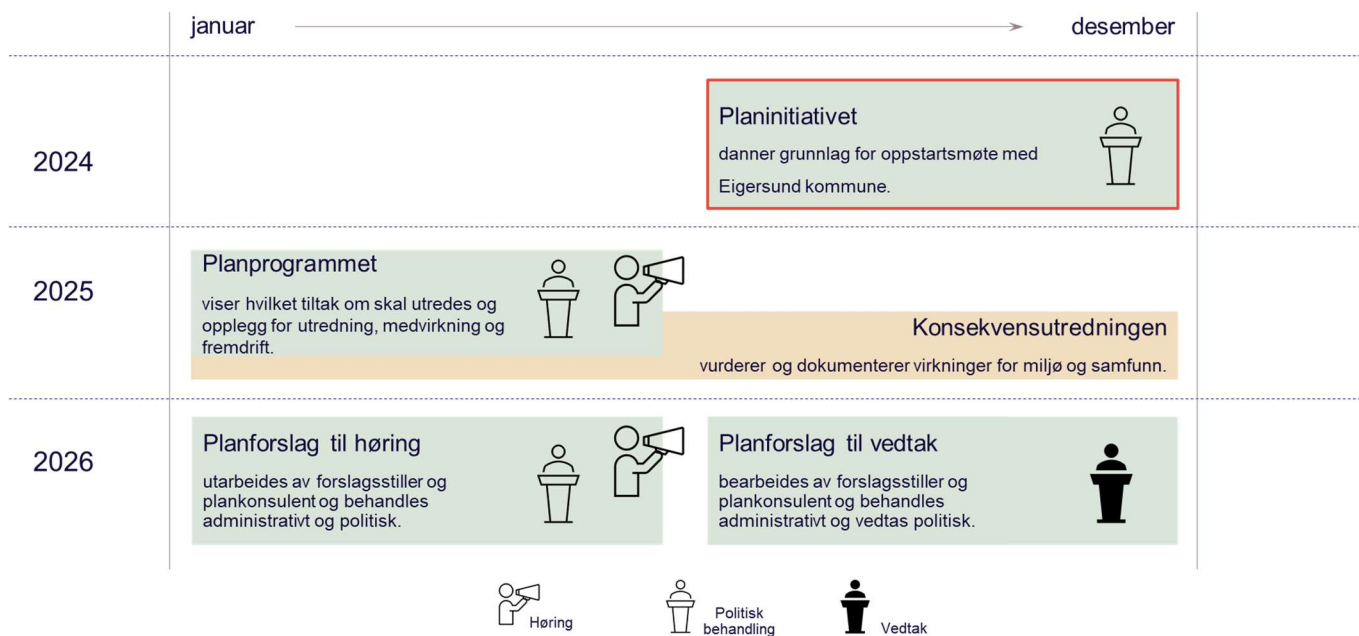 januar
desember
2024
Planinitiativet
danner grunnlag for oppstartsmøte med
Eigersund kommune.
2025
Planprogrammet
viser hvilket tiltak om skal utredes og
opplegg for utredning, medvirkning og
fremdrift.
Konsekvensutredningen
vurderer og dokumenterer virkninger for miljø og samfunn.
2026
Planforslag til høring
utarbeides av forslagsstiller og
plankonsulent og behandles
administrativt og politisk.
Planforslag til vedtak
bearbeides av forslagsstiller og
plankonsulent og behandles
administrativt og vedtas politisk.
Høring
Politisk
behandling
Vedtak